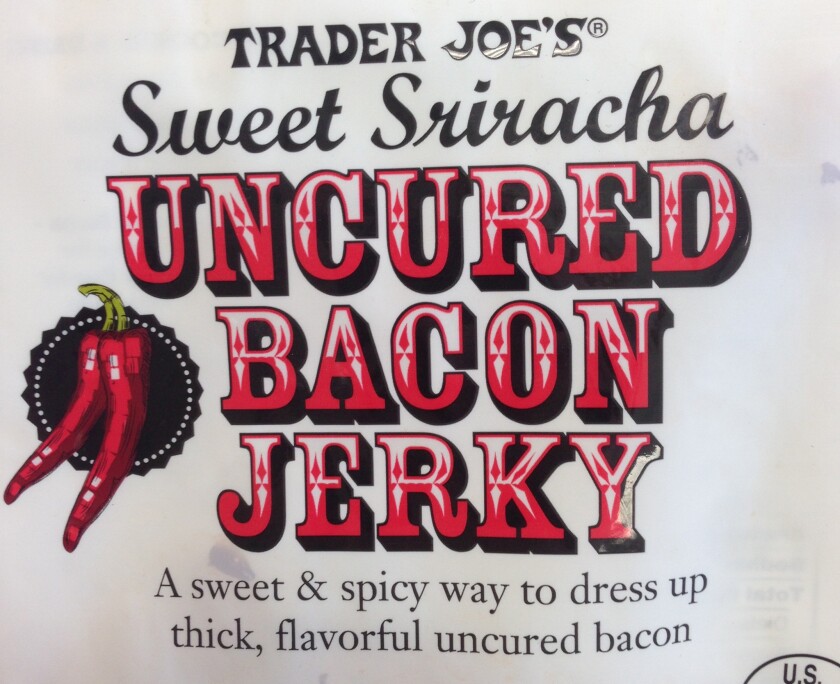 TRADER JOE'S®
Sweet Sriracha
UNCURED
BACON
JERKY
A sweet & spicy way to dress up
thick, flavorful uncured bacon
U.S.